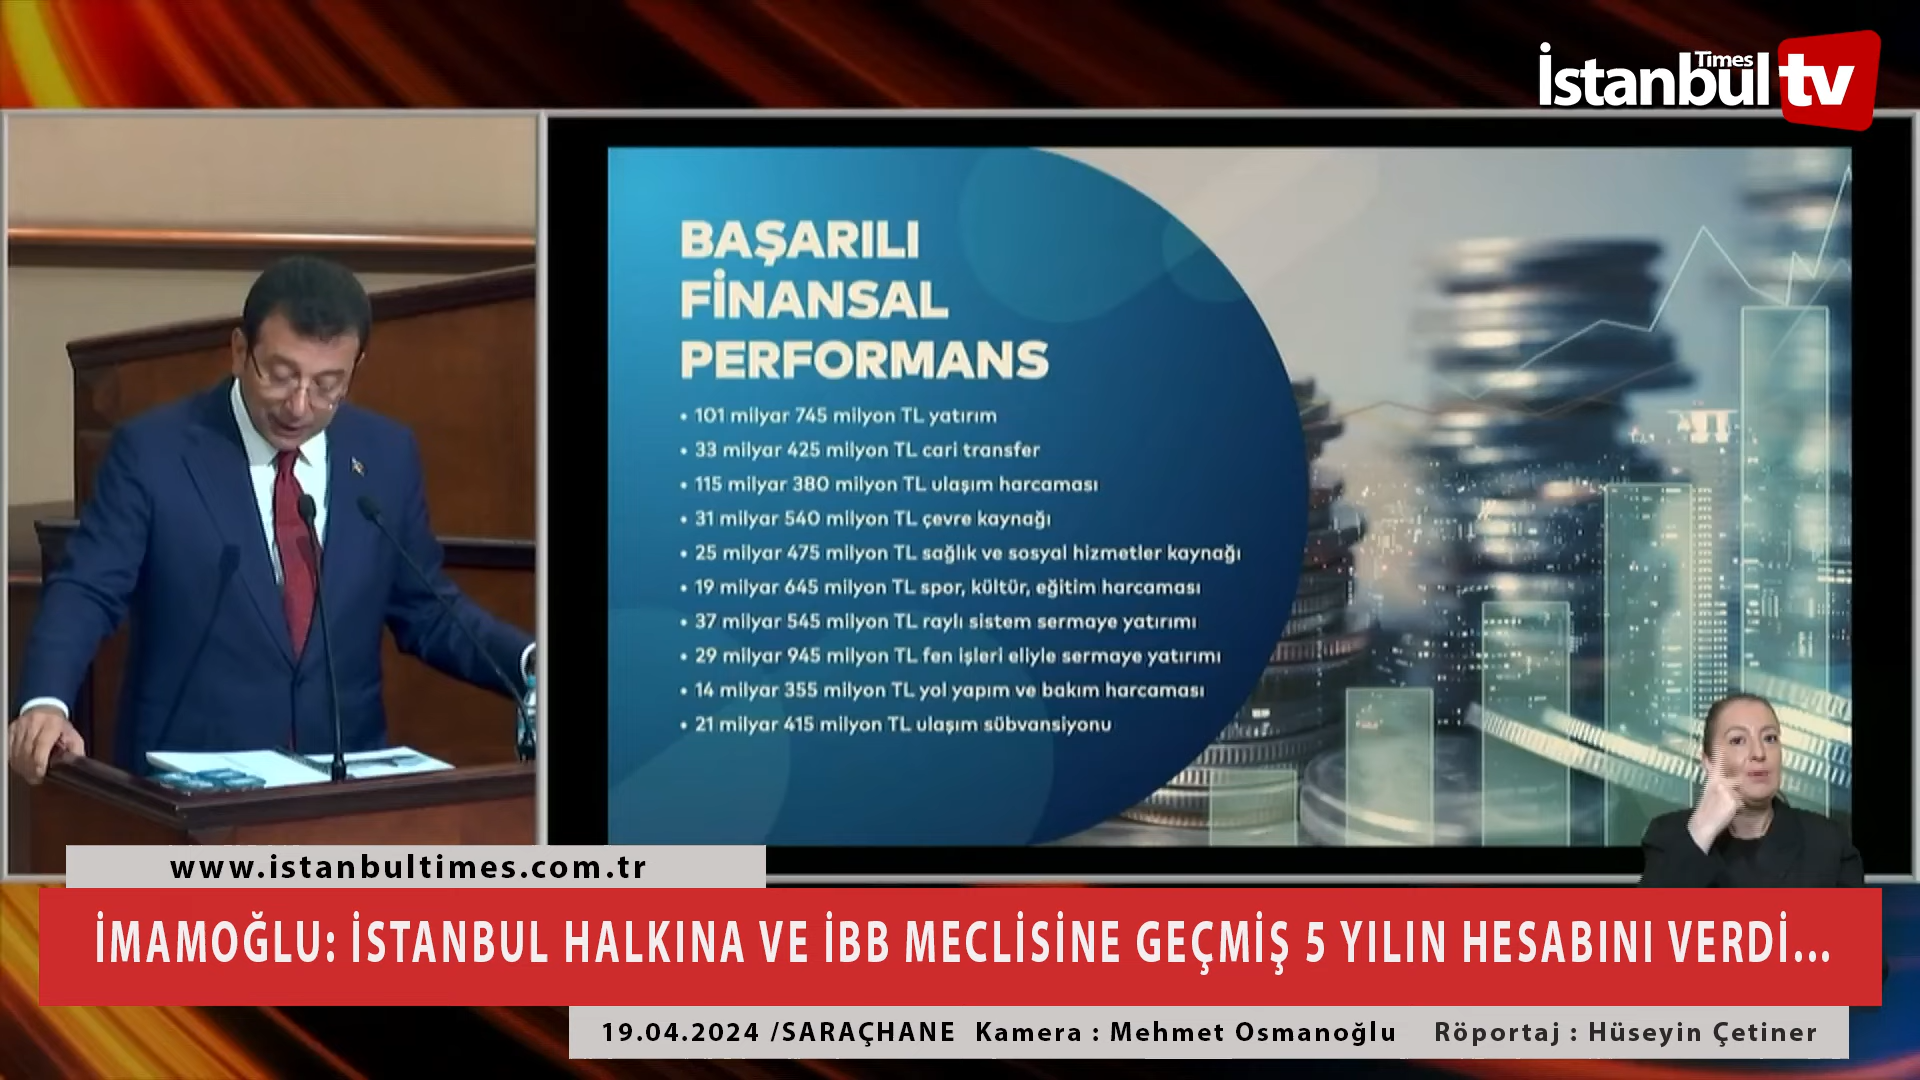 İstanbul Times tv
BAŞARILI
FİNANSAL
PERFORMANS
• 101 milyar 745 milyon TL yatırım
• 33 milyar 425 milyon TL cari transfer
• 115 milyar 380 milyon TL ulaşım harcaması
• 31 milyar 540 milyon TL çevre kaynağı
• 25 milyar 475 milyon TL sağlık ve sosyal hizmetler kaynağı
• 19 milyar 645 milyon TL spor, kültür, eğitim harcaması
• 37 milyar 545 milyon TL raylı sistem sermaye yatırımı
• 29 milyar 945 milyon TL fen işleri eliyle sermaye yatırımı
• 14 milyar 355 milyon TL yol yapım ve bakım harcaması
• 21 milyar 415 milyon TL ulaşım sübvansiyonu
www.istanbultimes.com.tr
İMAMOĞLU: İSTANBUL HALKINA VE İBB MECLİSİNE GEÇMİŞ 5 YILIN HESABINI VERDİ...
19.04.2024 /SARAÇHANE Kamera : Mehmet Osmanoğlu Röportaj : Hüseyin Çetiner